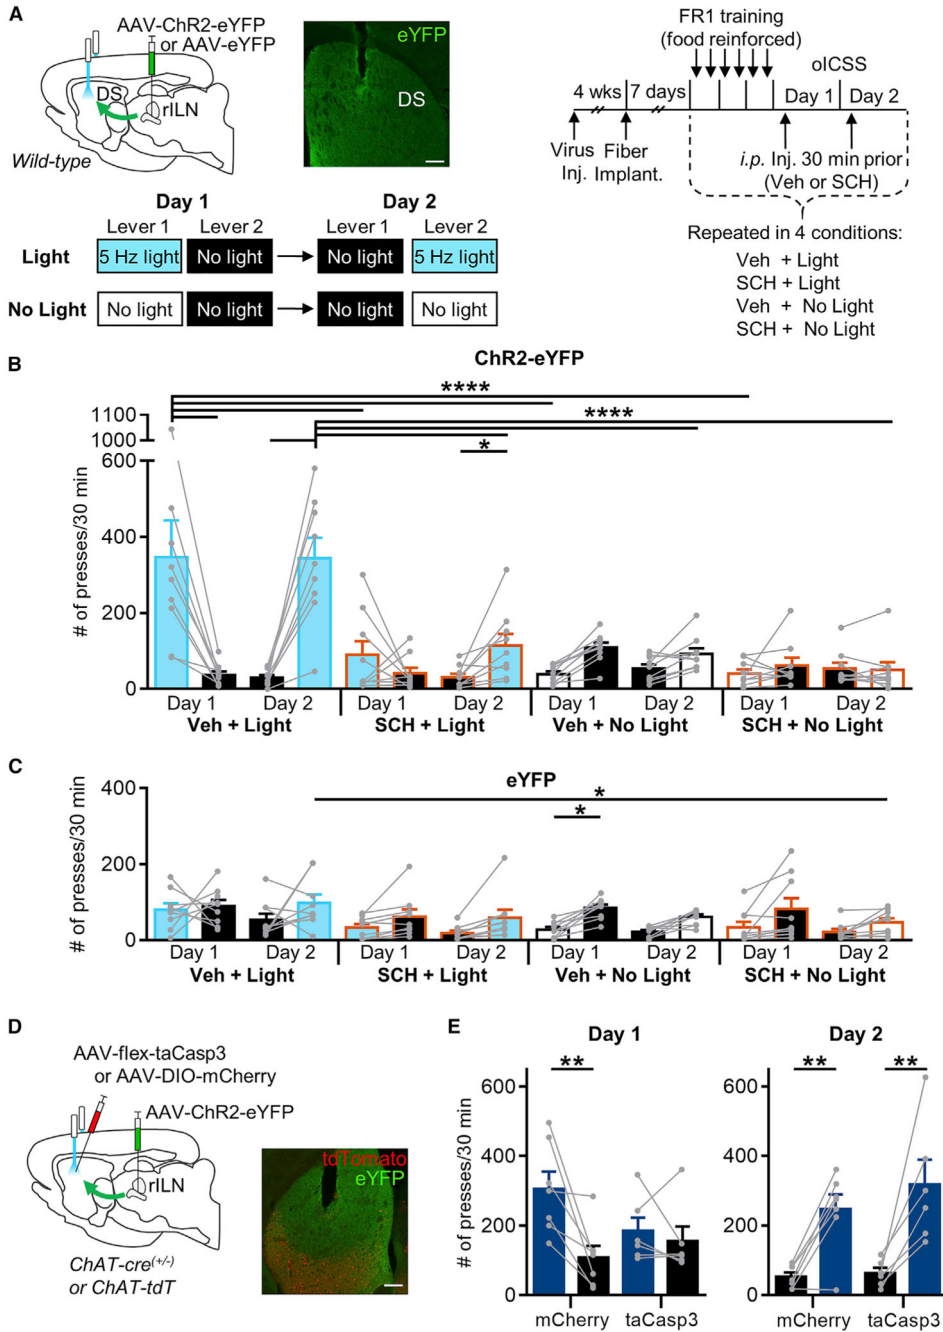 A
AAV-ChR2-eYFP
or AAV-eYFP
DS
rILN
Wild-type
eYFP
DS
FR1 training
(food reinforced)
oICSS
4 wks
7 days
Day 1
Day 2
Virus
Inj.
Fiber
Implant.
i.p. Inj. 30 min prior
(Veh or SCH)
Repeated in 4 conditions:
Veh + Light
SCH + Light
Veh + No Light
SCH + No Light
Day 1
Day 2
Lever 1
Lever 2
Lever 1
Lever 2
Light
5 Hz light
No light
No light
5 Hz light
No Light
No light
No light
No light
No light
B
ChR2-eYFP
****
****
*
1100
1000
600
400
200
0
# of presses/30 min
Day 1
Day 2
Day 1
Day 2
Day 1
Day 2
Day 1
Day 2
Veh + Light
SCH + Light
Veh + No Light
SCH + No Light
C
eYFP
*
*
400
200
0
# of presses/30 min
Day 1
Day 2
Day 1
Day 2
Day 1
Day 2
Day 1
Day 2
Veh + Light
SCH + Light
Veh + No Light
SCH + No Light
D
AAV-flex-taCasp3
or AAV-DIO-mCherry
AAV-ChR2-eYFP
rILN
ChAT-cre(+/-)
or ChAT-tdT
tdTomato
eYFP
E
Day 1
Day 2
**
**
**
600
400
200
0
# of presses/30 min
mCherry
taCasp3
600
400
200
0
mCherry
taCasp3